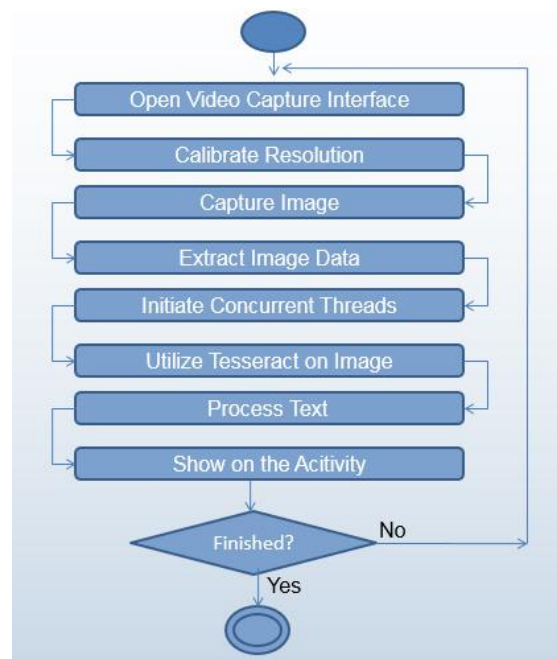 Open Video Capture Interface
Calibrate Resolution
Capture Image
Extract Image Data
Initiate Concurrent Threads
Utilize Tesseract on Image
Process Text
Show on the Acitivity
Finished?
No
Yes